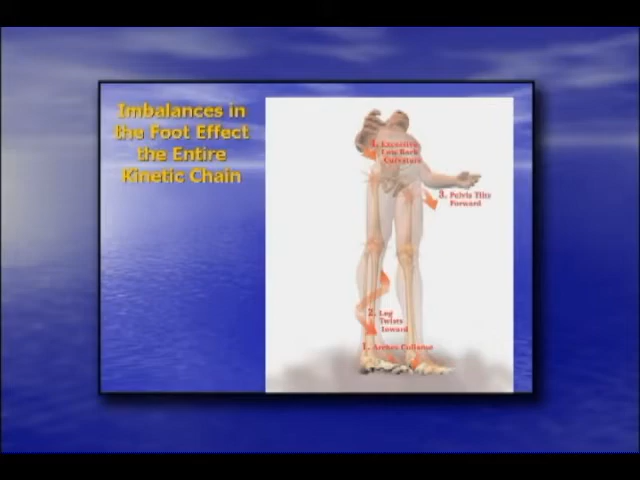 Imbalances in
the Foot Effect
the Entire
Kinetic Chain
4. Excessive
Low Back
Curvature
3. Pelvis Tilts
Forward
2. Leg
Twists
Inward
1. Arches Collapse